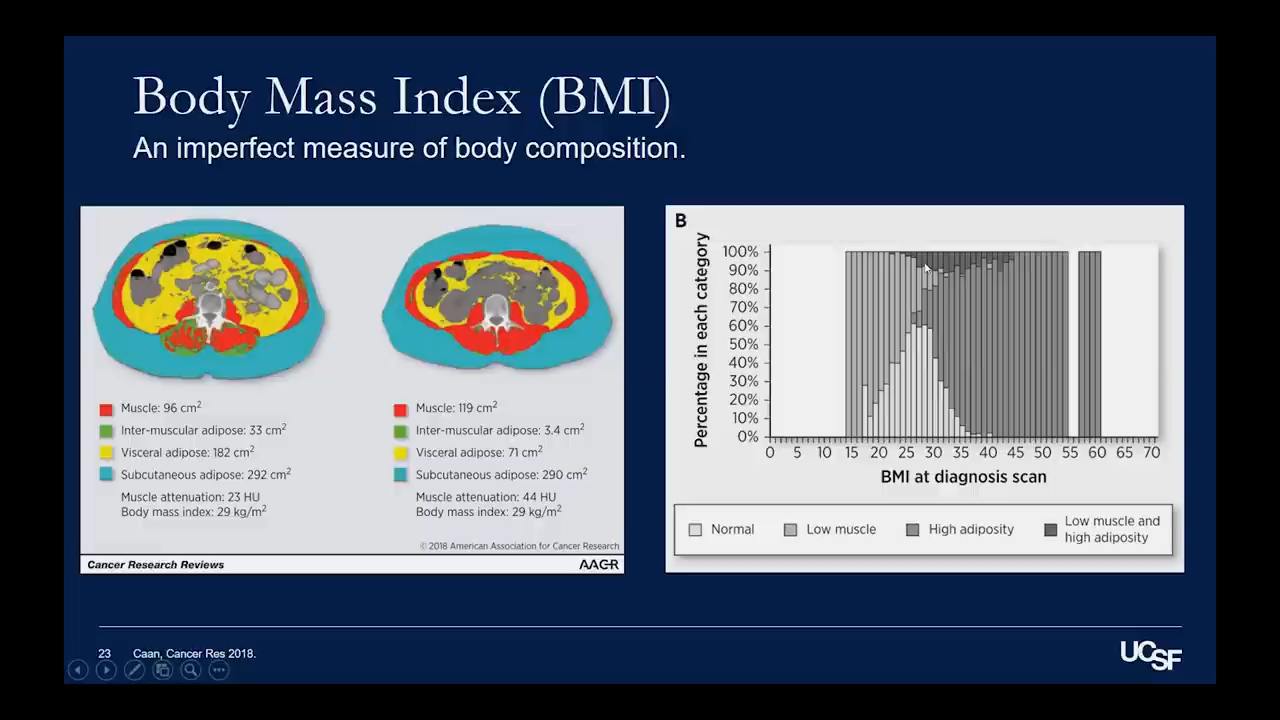 Body Mass Index (BMI)
An imperfect measure of body composition.
Muscle: 96 cm²
Inter-muscular adipose: 33 cm²
Visceral adipose: 182 cm²
Subcutaneous adipose: 292 cm²
Muscle attenuation: 23 HU
Body mass index: 29 kg/m²
Muscle: 119 cm²
Inter-muscular adipose: 3.4 cm²
Visceral adipose: 71 cm²
Subcutaneous adipose: 290 cm²
Muscle attenuation: 44 HU
Body mass index: 29 kg/m²
© 2018 American Association for Cancer Research
Cancer Research Reviews
AACR
B
Percentage in each category
100%
90%
80%
70%
60%
50%
40%
30%
20%
10%
0%
0 5 10 15 20 25 30 35 40 45 50 55 60 65 70
BMI at diagnosis scan
Normal
Low muscle
High adiposity
Low muscle and
high adiposity
23 Caan, Cancer Res 2018.
UCSF